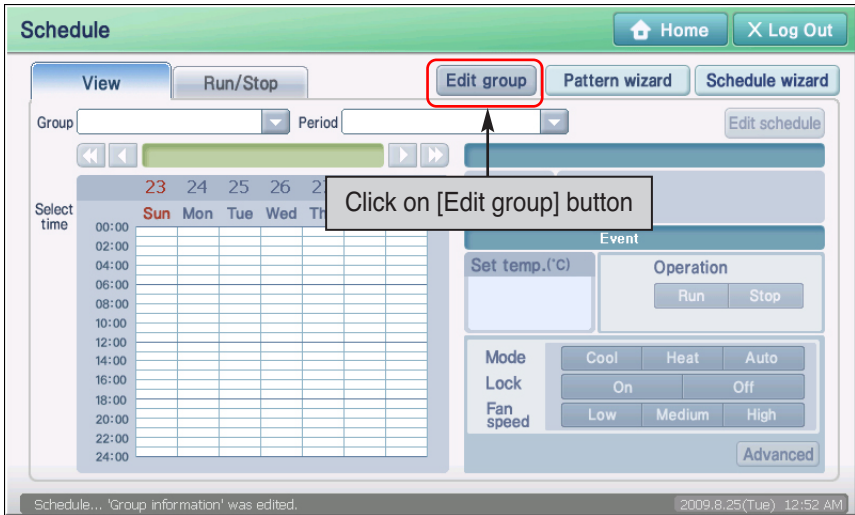 Schedule
Home
X Log Out
View
Run/Stop
Edit group
Pattern wizard
Schedule wizard
Group
Period
Edit schedule
23 24 25 26
Select time
Sun Mon Tue Wed
Click on [Edit group] button
00:00
02:00
04:00
06:00
08:00
10:00
12:00
14:00
16:00
18:00
20:00
22:00
24:00
Event
Set temp.(°C)
Operation
Run Stop
Mode
Cool Heat Auto
Lock
On Off
Fan speed
Low Medium High
Advanced
Schedule... 'Group information' was edited.
2009.8.25(Tue) 12:52 AM